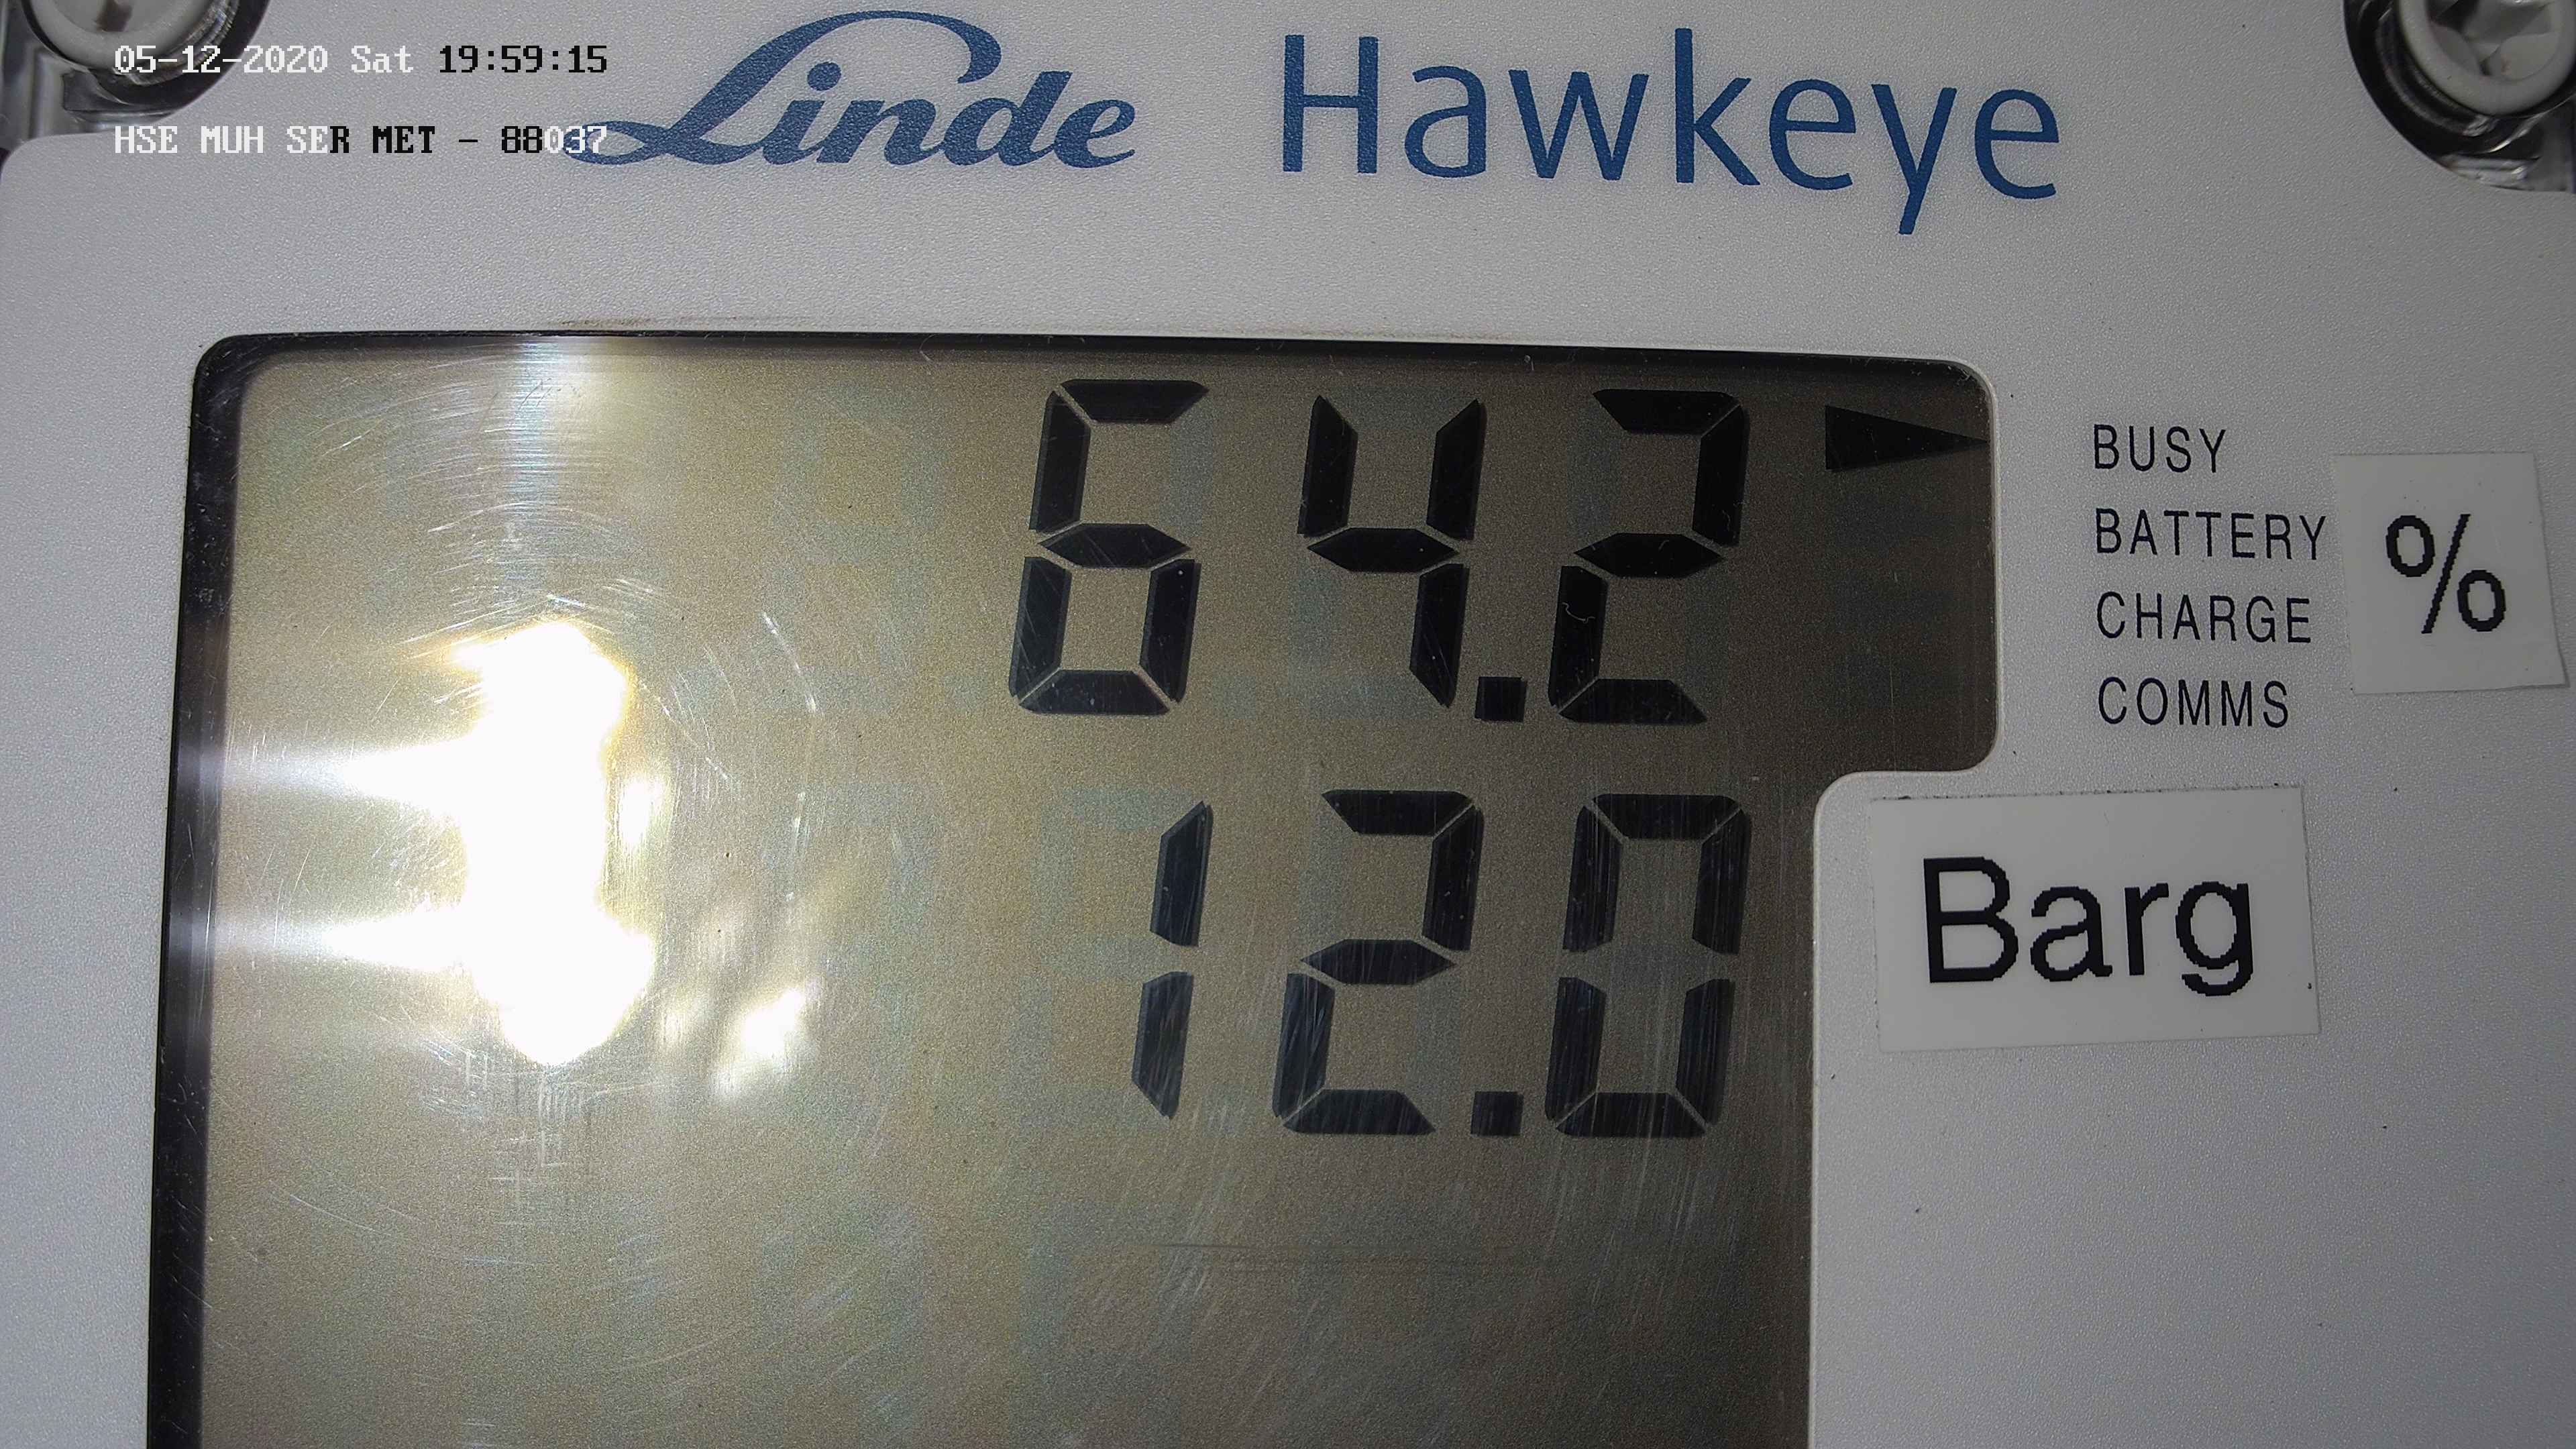 05-12-2020 Sat 19:59:15
HSE MUH SER MET - 88037
Linde Hawkeye
64.2
BUSY
BATTERY
CHARGE
COMMS
%
12.0
Barg